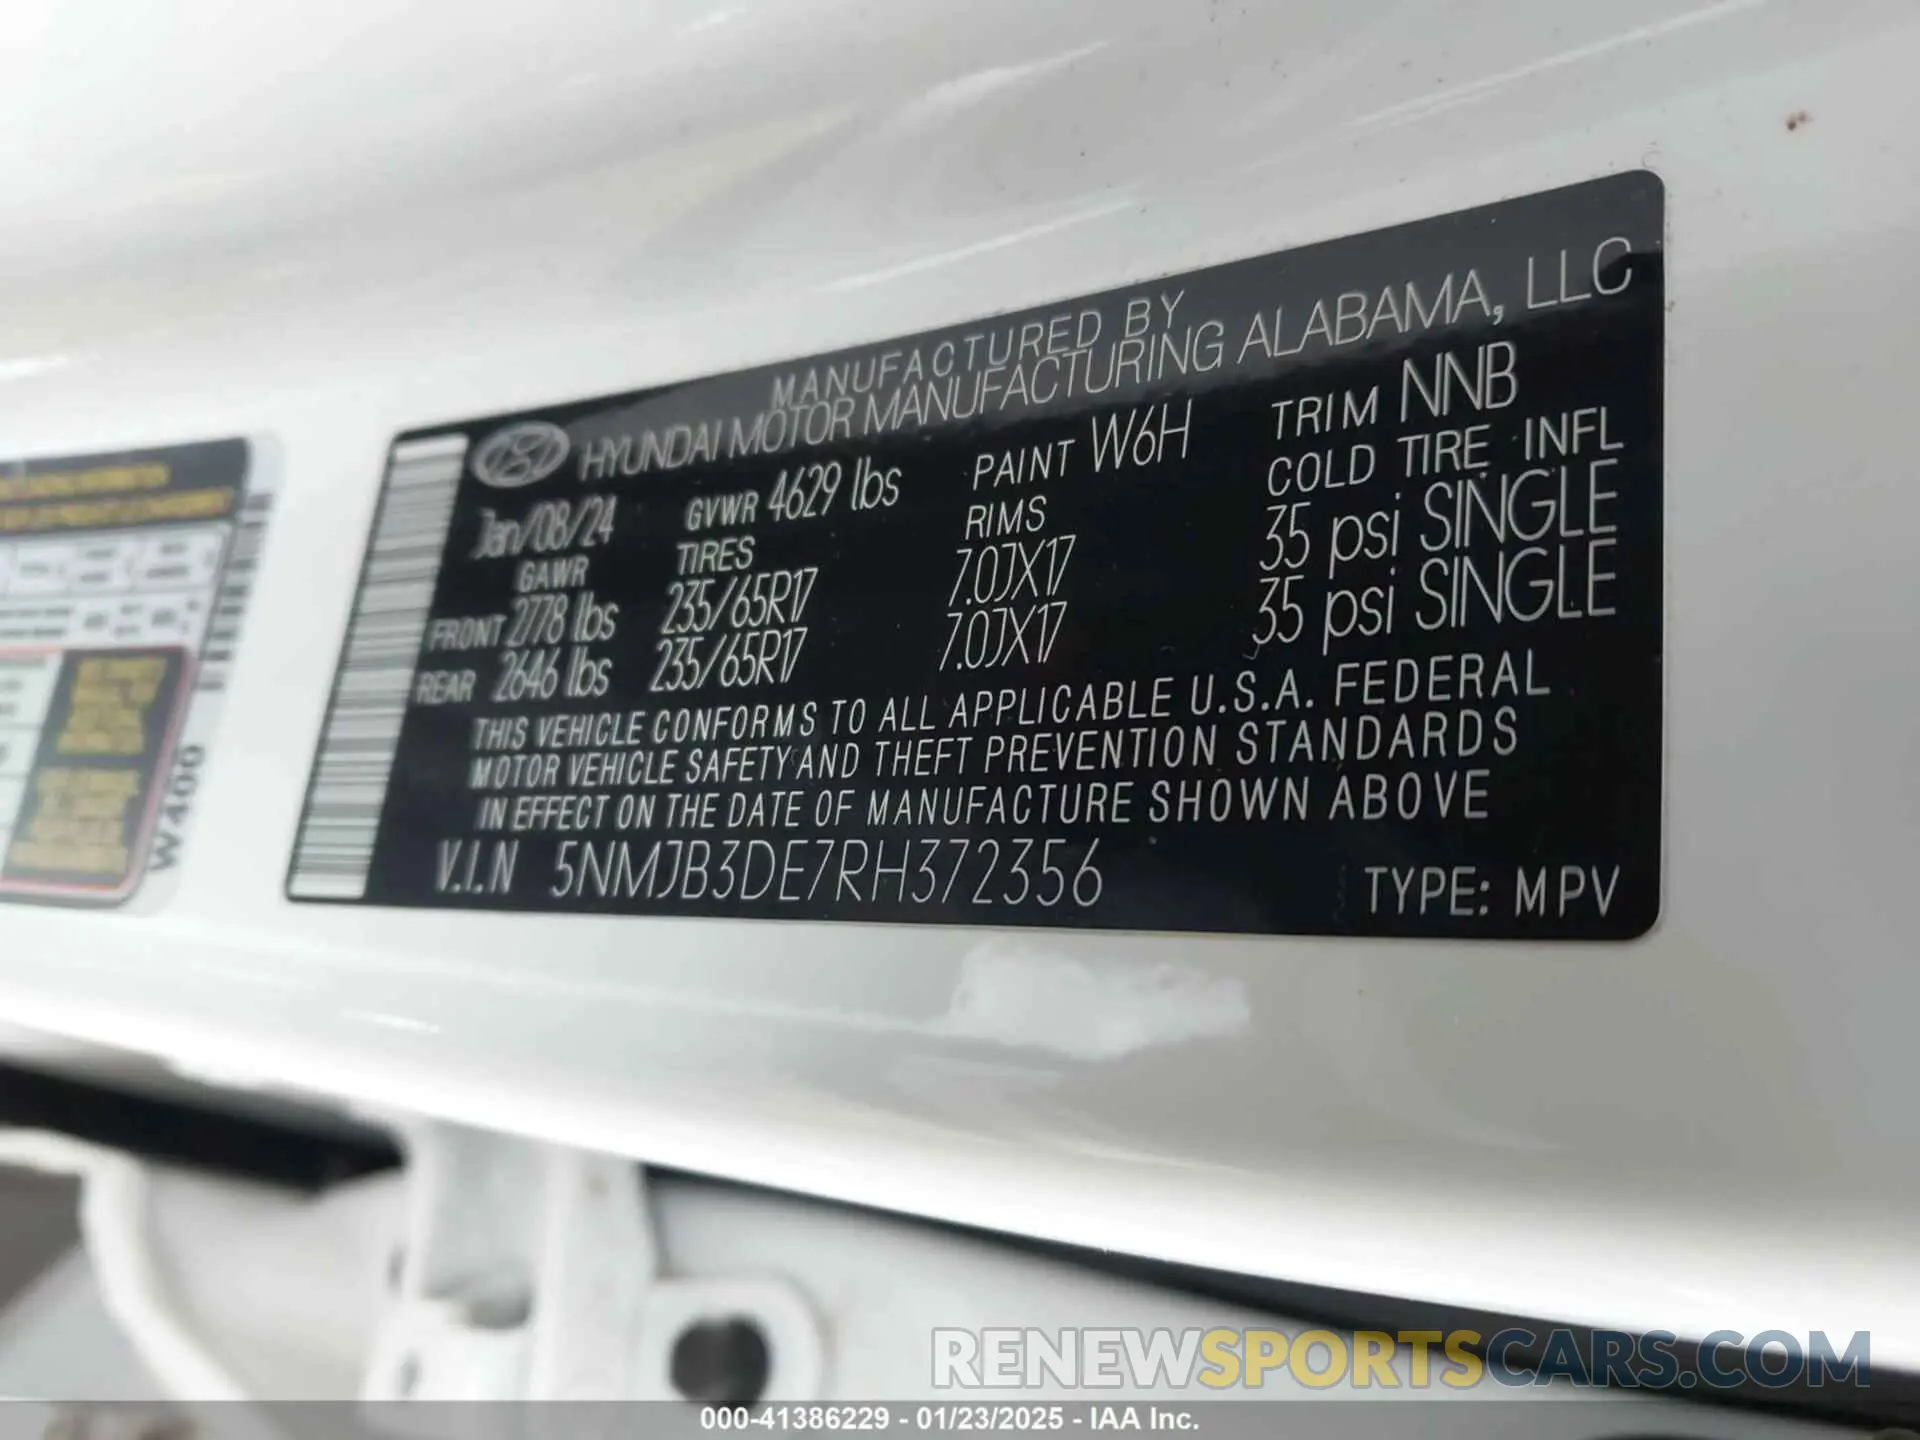 MANUFACTURED BY
HYUNDAI MOTOR MANUFACTURING ALABAMA, LLC
Jan/08/24 GVWR 4629 lbs PAINT W6H TRIM NNB
GAWR TIRES RIMS COLD TIRE INFL
FRONT 2778 lbs 235/65R17 7.0JX17 35 psi SINGLE
REAR 2646 lbs 235/65R17 7.0JX17 35 psi SINGLE
THIS VEHICLE CONFORMS TO ALL APPLICABLE U.S.A. FEDERAL
MOTOR VEHICLE SAFETY AND THEFT PREVENTION STANDARDS
IN EFFECT ON THE DATE OF MANUFACTURE SHOWN ABOVE
V.I.N 5NMJB3DE7RH372356 TYPE: MPV
W400
RENEWSPORTSCARS.COM
000-41386229 - 01/23/2025 - IAA Inc.